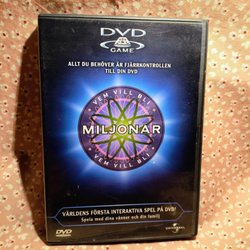 DVD
GAME
ALLT DU BEHÖVER ÄR FJÄRRKONTROLLEN
TILL DIN DVD
VEM VILL BLI
MILJONÄR
VEM VILL BLI
VÄRLDENS FÖRSTA INTERAKTIVA SPEL PÅ DVD!
Spela med dina vänner och din familj
DVD
UNIVERSAL